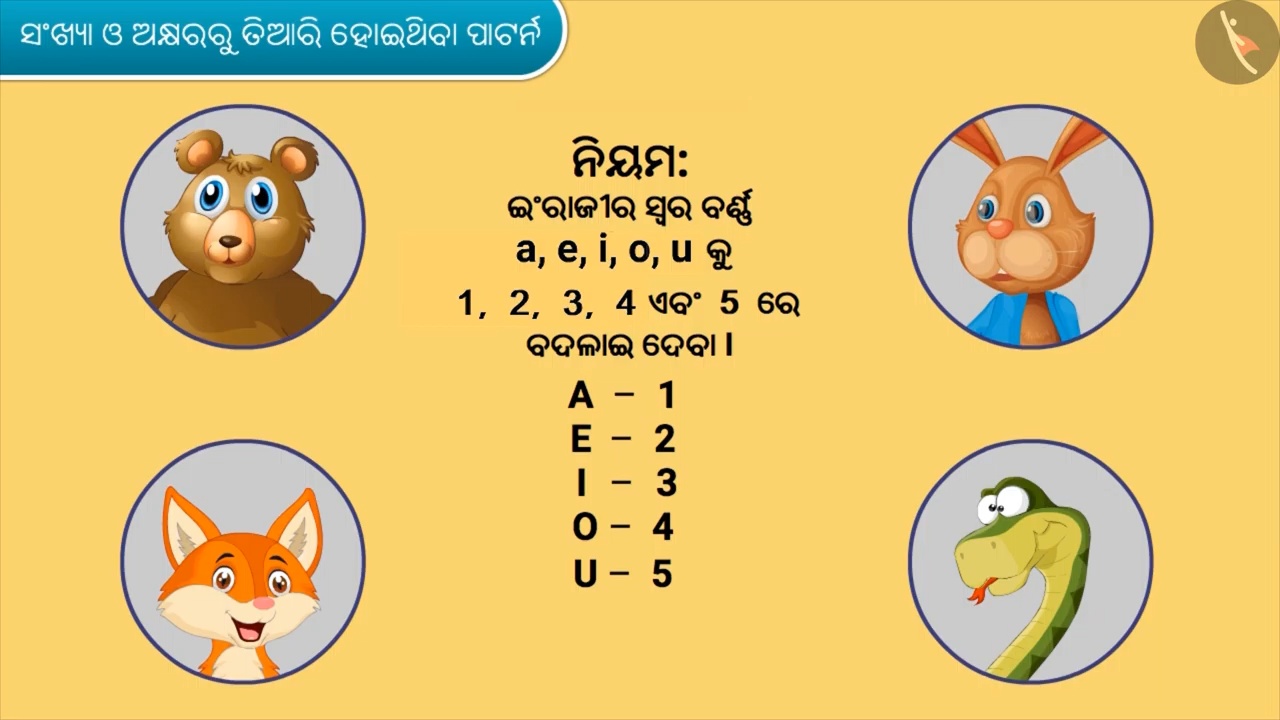 ସଂଖ୍ୟା ଓ ଅକ୍ଷରରୁ ତିଆରି ହୋଇଥିବା ପାଟର୍ନ
ନିୟମ:
ଇଂରାଜୀର ସ୍ୱର ବର୍ଣ୍ଣ
a, e, i, o, u କୁ
1, 2, 3, 4 ଏବଂ 5 ରେ
ବଦଳାଇ ଦେବା ।
A – 1
E – 2
I – 3
O – 4
U – 5